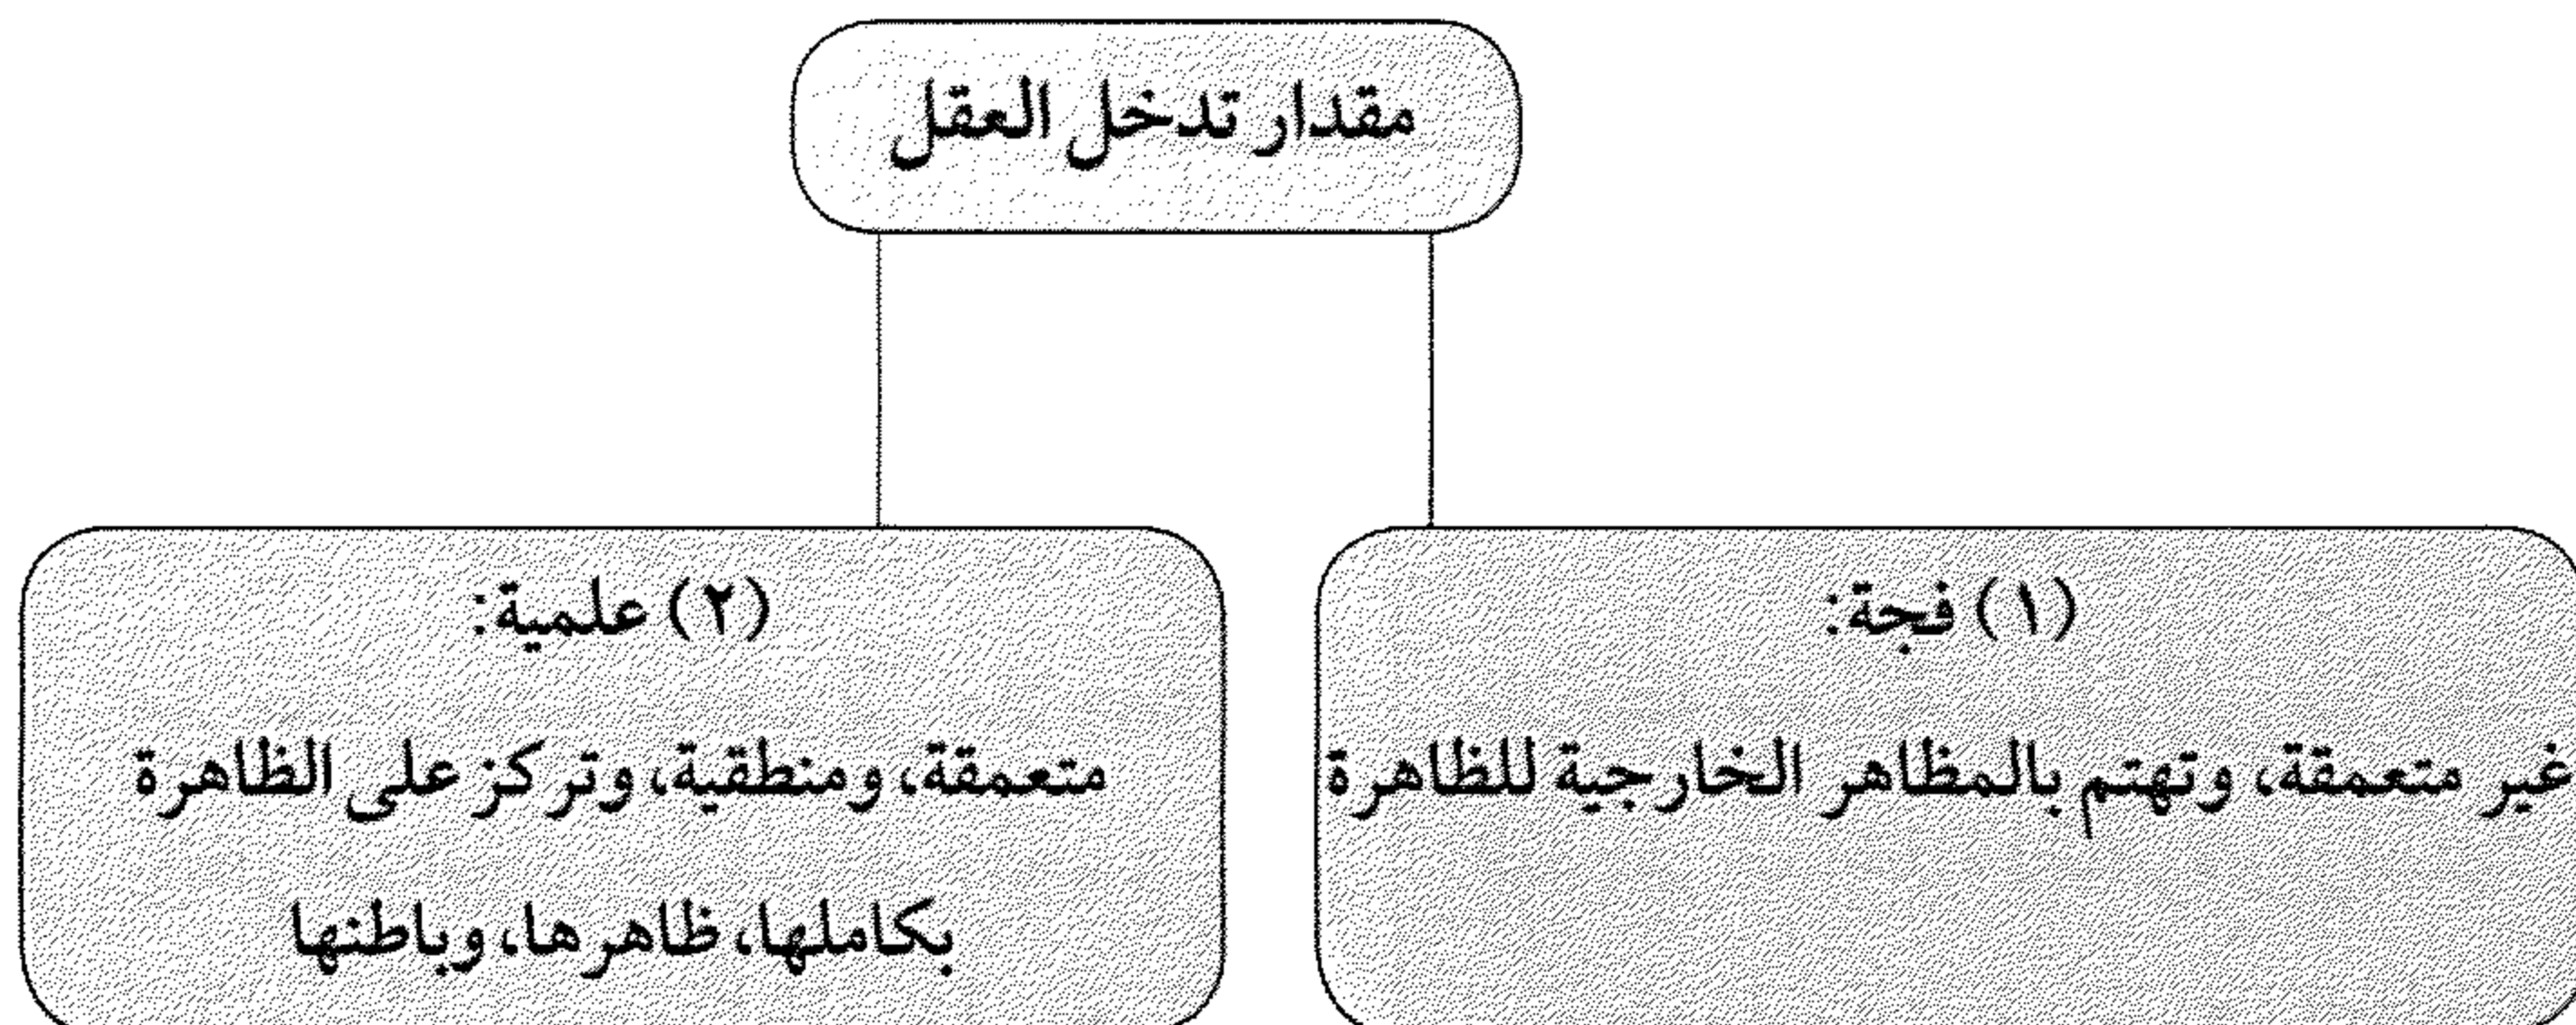 مقدار تدخل العقل
(١) فجة:
غير متعمقة، وتهتم بالمظاهر الخارجية للظاهرة
(٢) علمية:
متعمقة، ومنطقية، وتركز على الظاهرة
بكاملها، ظاهرها، وباطنها